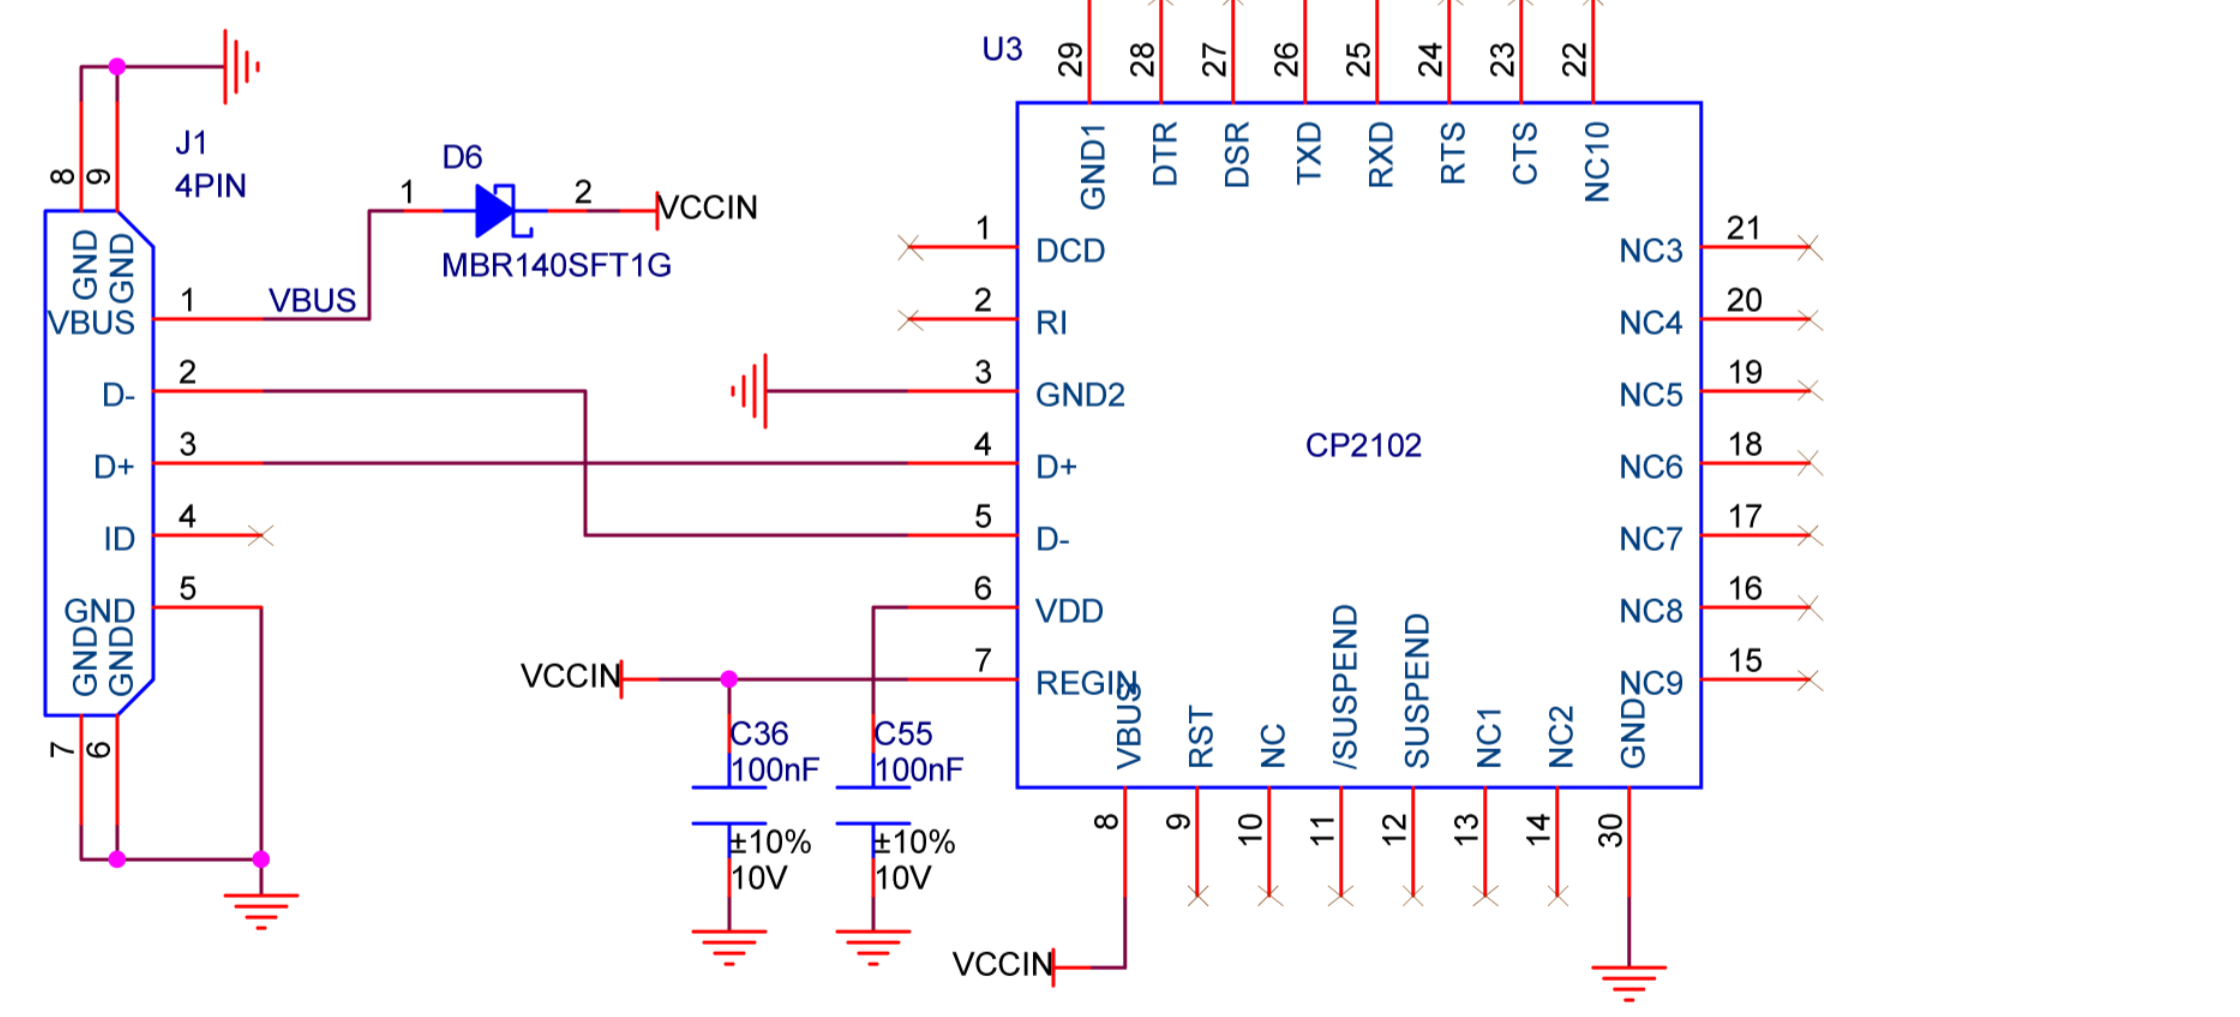 U3
29
28
27
26
25
24
23
22
J1
4PIN
8
9
D6
1
2
VCCIN
MBR140SFT1G
GND
GND
VBUS
D-
D+
ID
GND
GND
GND
1
VBUS
2
3
4
5
7
6
GND1
DTR
DSR
TXD
RXD
RTS
CTS
NC10
1
DCD
2
RI
3
GND2
4
D+
5
D-
6
VDD
7
REGIN
CP2102
NC3
21
NC4
20
NC5
19
NC6
18
NC7
17
NC8
16
NC9
15
VCCIN
C36
100nF
±10%
10V
C55
100nF
±10%
10V
VBUS
RST
NC
/SUSPEND
SUSPEND
NC1
NC2
GND
8
9
10
11
12
13
14
30
VCCIN